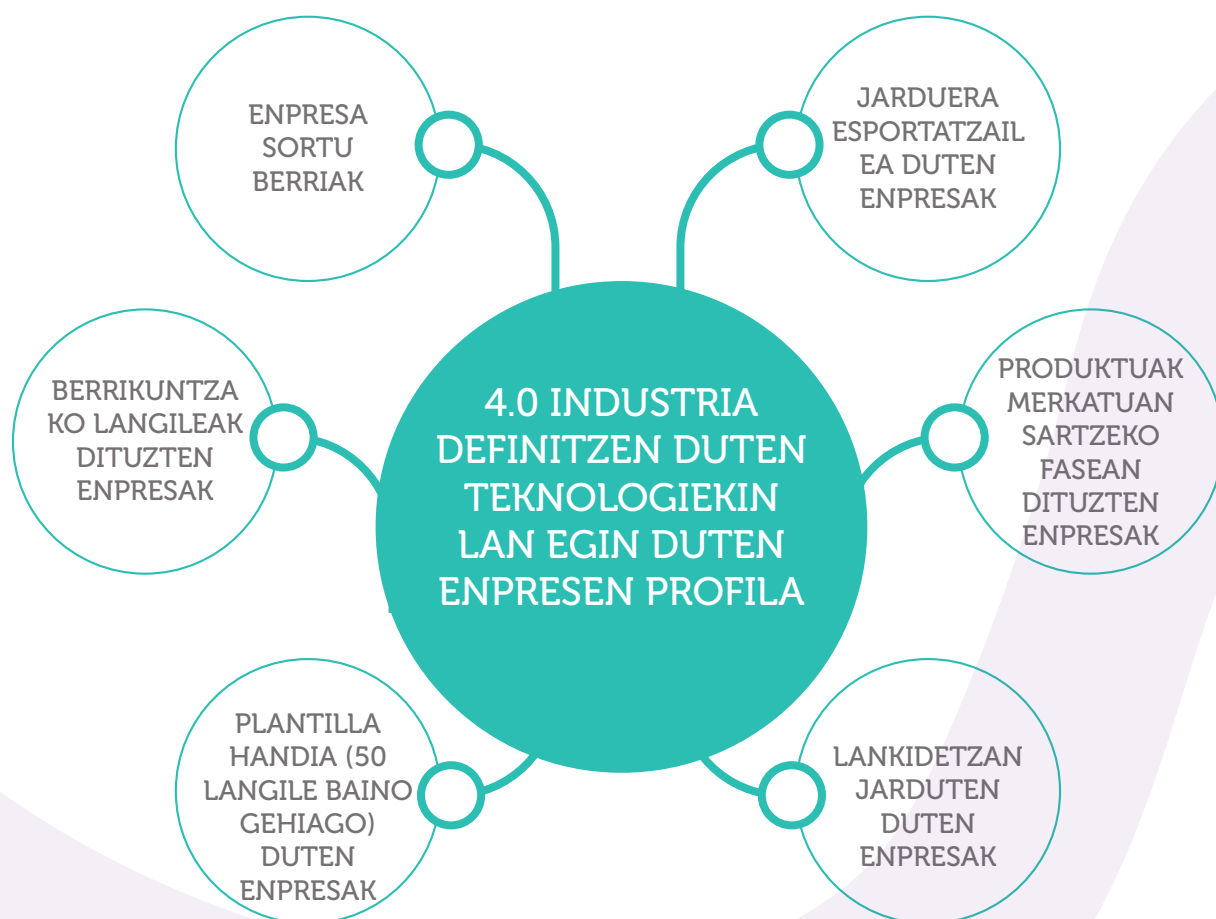 ENPRESA
SORTU
BERRIAK
JARDUERA
ESPORTATZAIL
EA DUTEN
ENPRESAK
BERRIKUNTZA
KO LANGILEAK
DITUZTEN
ENPRESAK
4.0 INDUSTRIA
DEFINITZEN DUTEN
TEKNOLOGIEKIN
LAN EGIN DUTEN
ENPRESEN PROFILA
PRODUKTUAK
MERKATUAN
SARTZEKO
FASEAN
DITUZTEN
ENPRESAK
PLANTILLA
HANDIA (50
LANGILE BAINO
GEHIAGO)
DUTEN
ENPRESAK
LANKIDETZAN
JARDUTEN
DUTEN
ENPRESAK